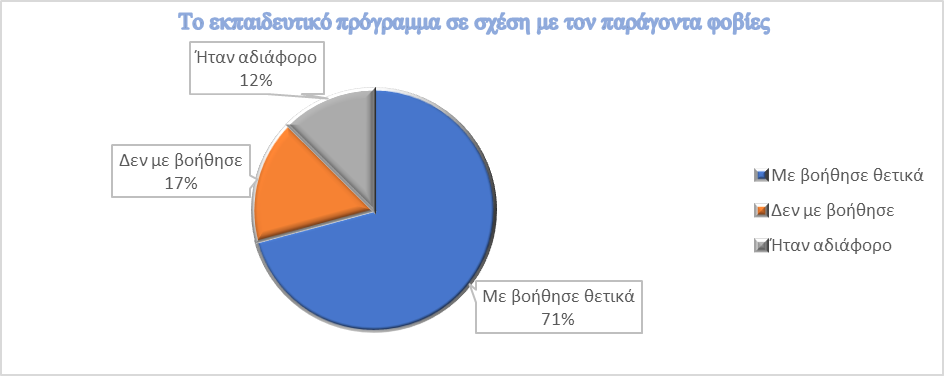 Το εκπαιδευτικό πρόγραμμα σε σχέση με τον παράγοντα φοβίες
Ήταν αδιάφορο
12%
Δεν με βοήθησε
17%
Με βοήθησε θετικά
71%
Με βοήθησε θετικά
Δεν με βοήθησε
Ήταν αδιάφορο